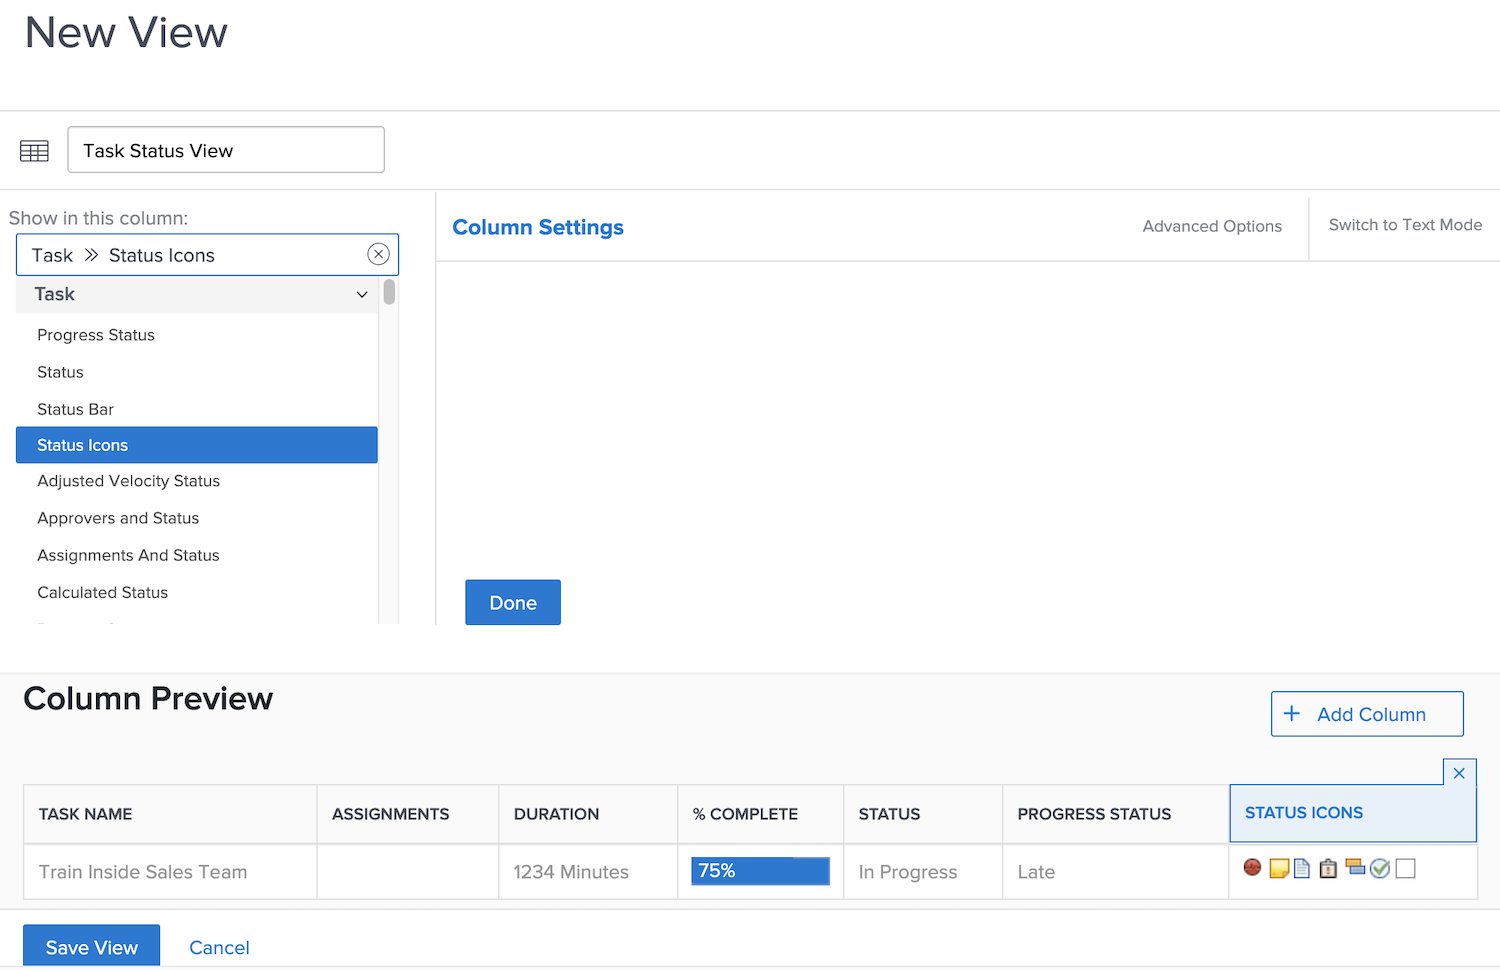 New View
Task Status View
Show in this column:
Task >> Status Icons
Task
Progress Status
Status
Status Bar
Status Icons
Adjusted Velocity Status
Approvers and Status
Assignments And Status
Calculated Status
Column Settings
Advanced Options
Switch to Text Mode
Done
Column Preview
+ Add Column
TASK NAME ASSIGNMENTS DURATION % COMPLETE STATUS PROGRESS STATUS STATUS ICONS
Train Inside Sales Team 1234 Minutes 75% In Progress Late
Save View Cancel